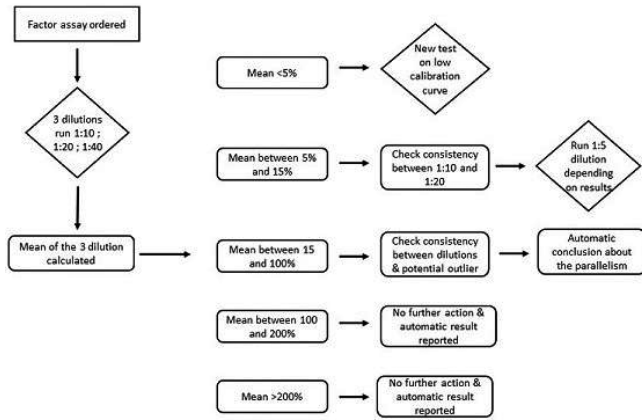 Factor assay ordered
3 dilutions
run 1:10 ;
1:20 ; 1:40
Mean of the 3 dilution
calculated
Mean <5%
New test
on low
calibration
curve
Mean between 5%
and 15%
Check consistency
between 1:10 and
1:20
Run 1:5
dilution
depending
on results
Mean between 15
and 100%
Check consistency
between dilutions
& potential outlier
Automatic
conclusion about
the parallelism
Mean between 100
and 200%
No further action &
automatic result
reported
Mean >200%
No further action &
automatic result
reported